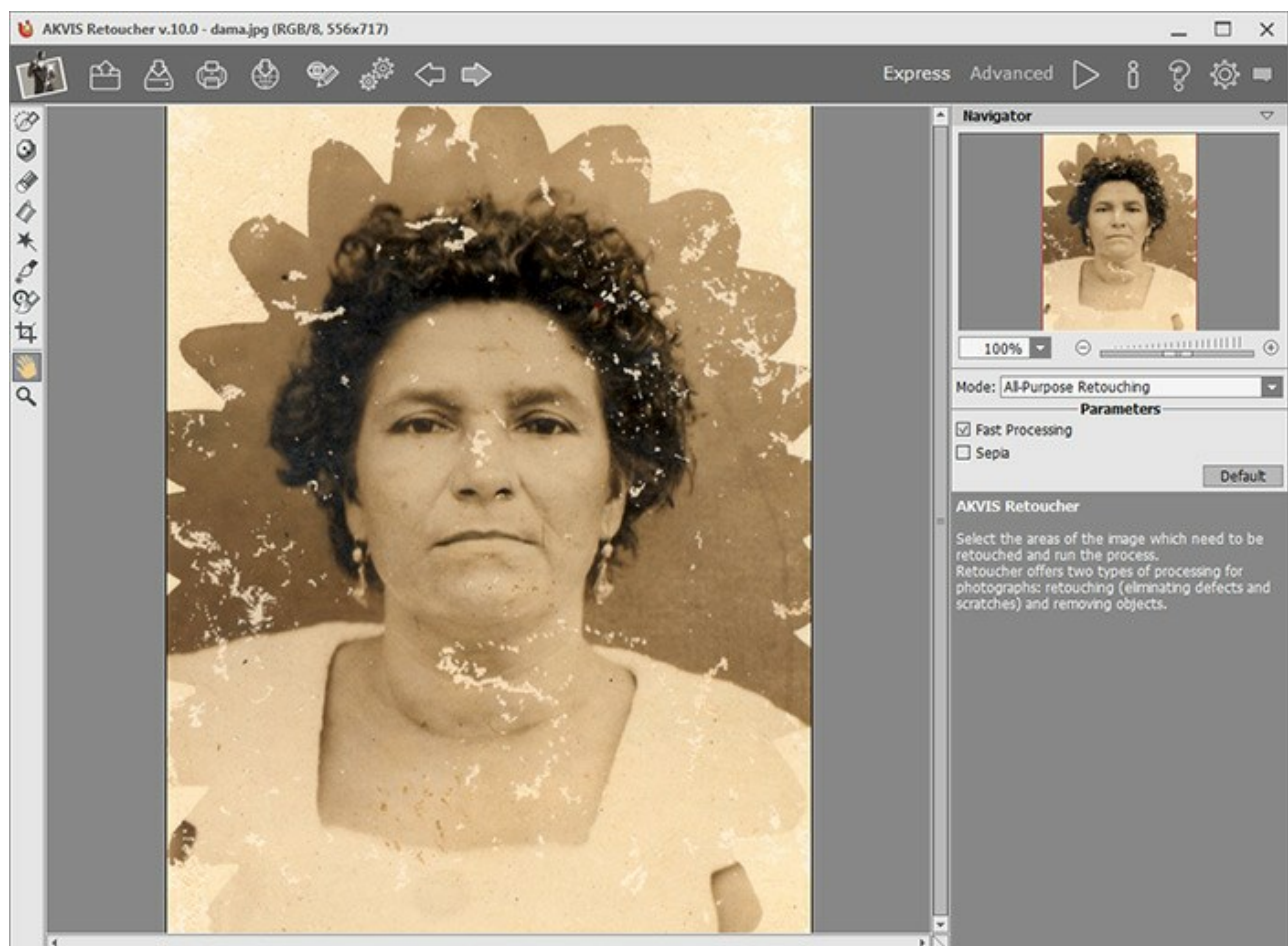 AKVIS Retoucher v.10.0 - dama.jpg (RGB/8, 556x717)
Express Advanced
Navigator
100%
Mode: All-Purpose Retouching
Parameters
Fast Processing
Sepia
Default
AKVIS Retoucher
Select the areas of the image which need to be
retouched and run the process.
Retoucher offers two types of processing for
photographs: retouching (eliminating defects and
scratches) and removing objects.